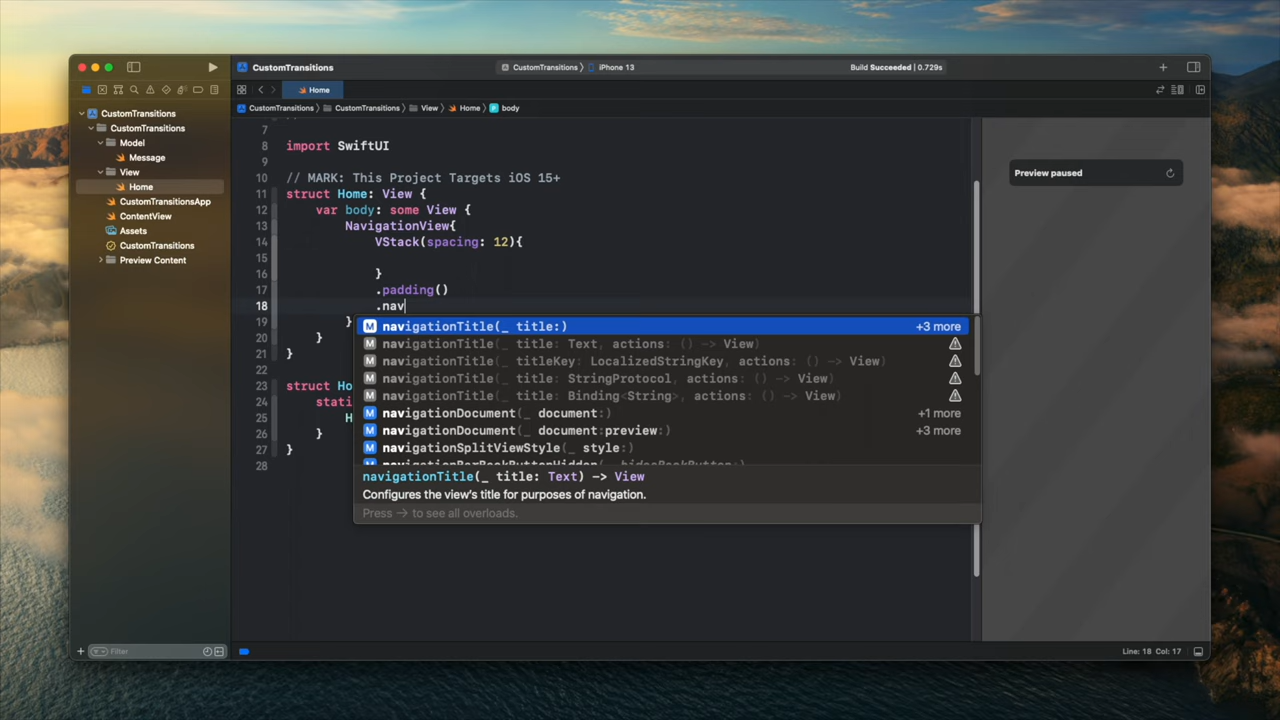 CustomTransitions
CustomTransitions 〉 iPhone 13
Build Succeeded | 0.729s
Home
CustomTransitions 〉 CustomTransitions 〉 View 〉 Home 〉 P body
CustomTransitions
CustomTransitions
Model
Message
View
Home
CustomTransitionsApp
ContentView
Assets
CustomTransitions
Preview Content
7
8 import SwiftUI
9
10 // MARK: This Project Targets iOS 15+
11 struct Home: View {
12 var body: some View {
13 NavigationView{
14 VStack(spacing: 12){
15
16 }
17 .padding()
18 .nav
19 }
20 }
21 }
22
23 struct Ho
24 stati
25 H
26 }
27 }
28
M navigationTitle(_ title:) +3 more
M navigationTitle(_ title: Text, actions: () -> View)
M navigationTitle(_ titleKey: LocalizedStringKey, actions: () -> View)
M navigationTitle(_ title: StringProtocol, actions: () -> View)
M navigationTitle(_ title: Binding<String>, actions: () -> View)
M navigationDocument(_ document:) +1 more
M navigationDocument(_ document:preview:) +3 more
M navigationSplitViewStyle(_ style:)
navigationBarBackButtonHidden(_ hidesBackButton:)
navigationTitle(_ title: Text) -> View
Configures the view's title for purposes of navigation.
Press → to see all overloads.
Preview paused
Filter
Line: 18 Col: 17